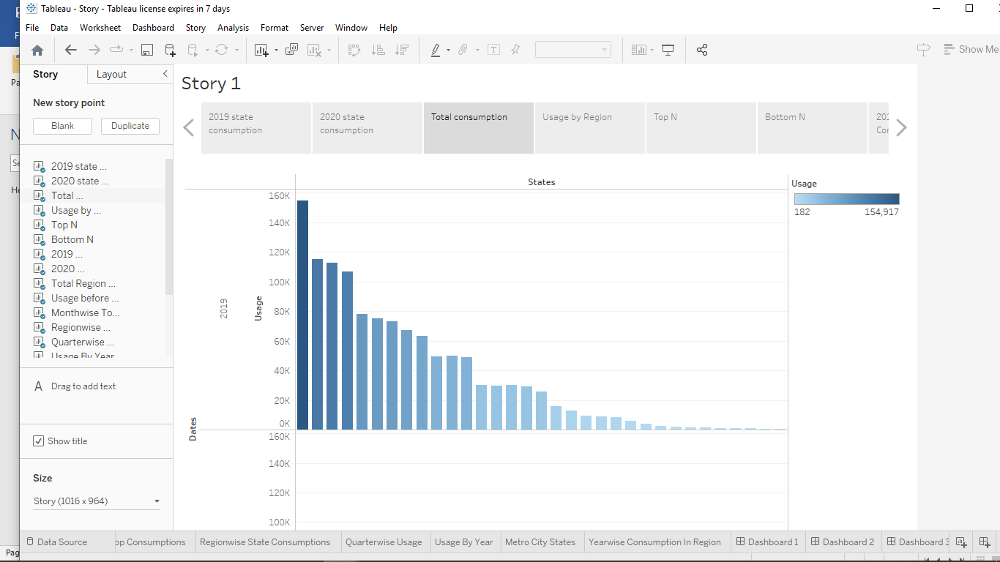 Tableau - Story - Tableau license expires in 7 days
File Data Worksheet Dashboard Story Analysis Format Server Window Help
Show Me
Story Layout
Story 1
New story point
Blank Duplicate
2019 state
consumption
2020 state
consumption
Total consumption
Usage by Region
Top N
Bottom N
2019 state ...
2020 state ...
Total ...
Usage by ...
Top N
Bottom N
2019 ...
2020 ...
Total Region ...
Usage before ...
Monthwise To...
Regionwise ...
Quarterwise ...
Usage By Year
A Drag to add text
Show title
Size
Story (1016 x 964)
States
Dates
2019
Usage
160K
140K
120K
100K
80K
60K
40K
20K
0K
160K
140K
120K
100K
Usage
182 154,917
Data Source op Consumptions Regionwise State Consumptions Quarterwise Usage Usage By Year Metro City States Yearwise Consumption In Region Dashboard 1 Dashboard 2 Dashboard 3
Pag